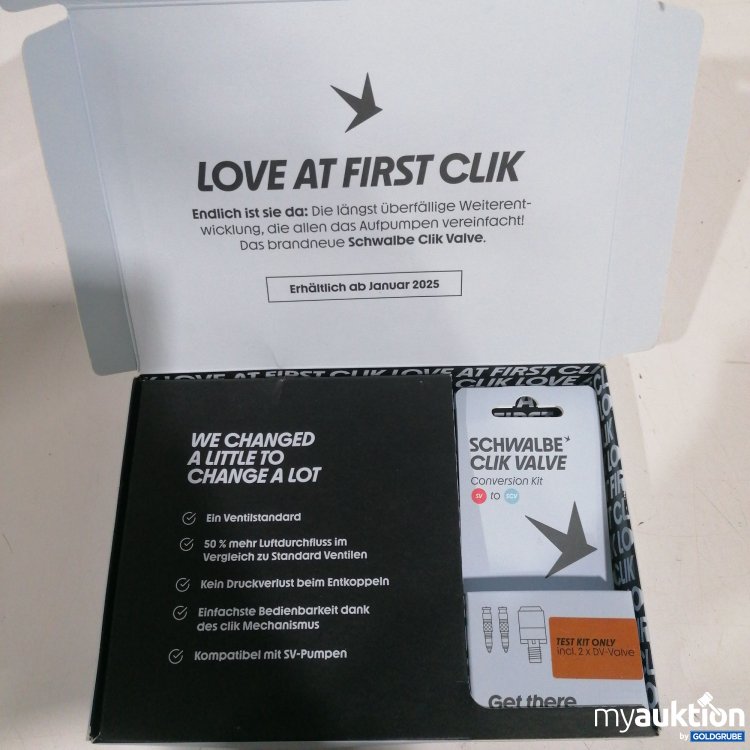 LOVE AT FIRST CLIK
Endlich ist sie da: Die längst überfällige Weiterent-
wicklung, die allen das Aufpumpen vereinfacht!
Das brandneue Schwalbe Clik Valve.
Erhältlich ab Januar 2025
CLIK LOVE AT FIRST CLIK LOVE AT FIRST CLI
CLIK LOVE
WE CHANGED
A LITTLE TO
CHANGE A LOT
Ein Ventilstandard
50 % mehr Luftdurchfluss im
Vergleich zu Standard Ventilen
Kein Druckverlust beim Entkoppeln
Einfachste Bedienbarkeit dank
des clik Mechanismus
Kompatibel mit SV-Pumpen
SCHWALBE
CLIK VALVE
Conversion Kit
SV to SCV
TEST KIT ONLY
incl. 2 x DV-Valve
Get there
myauktion
by GOLDGRUBE